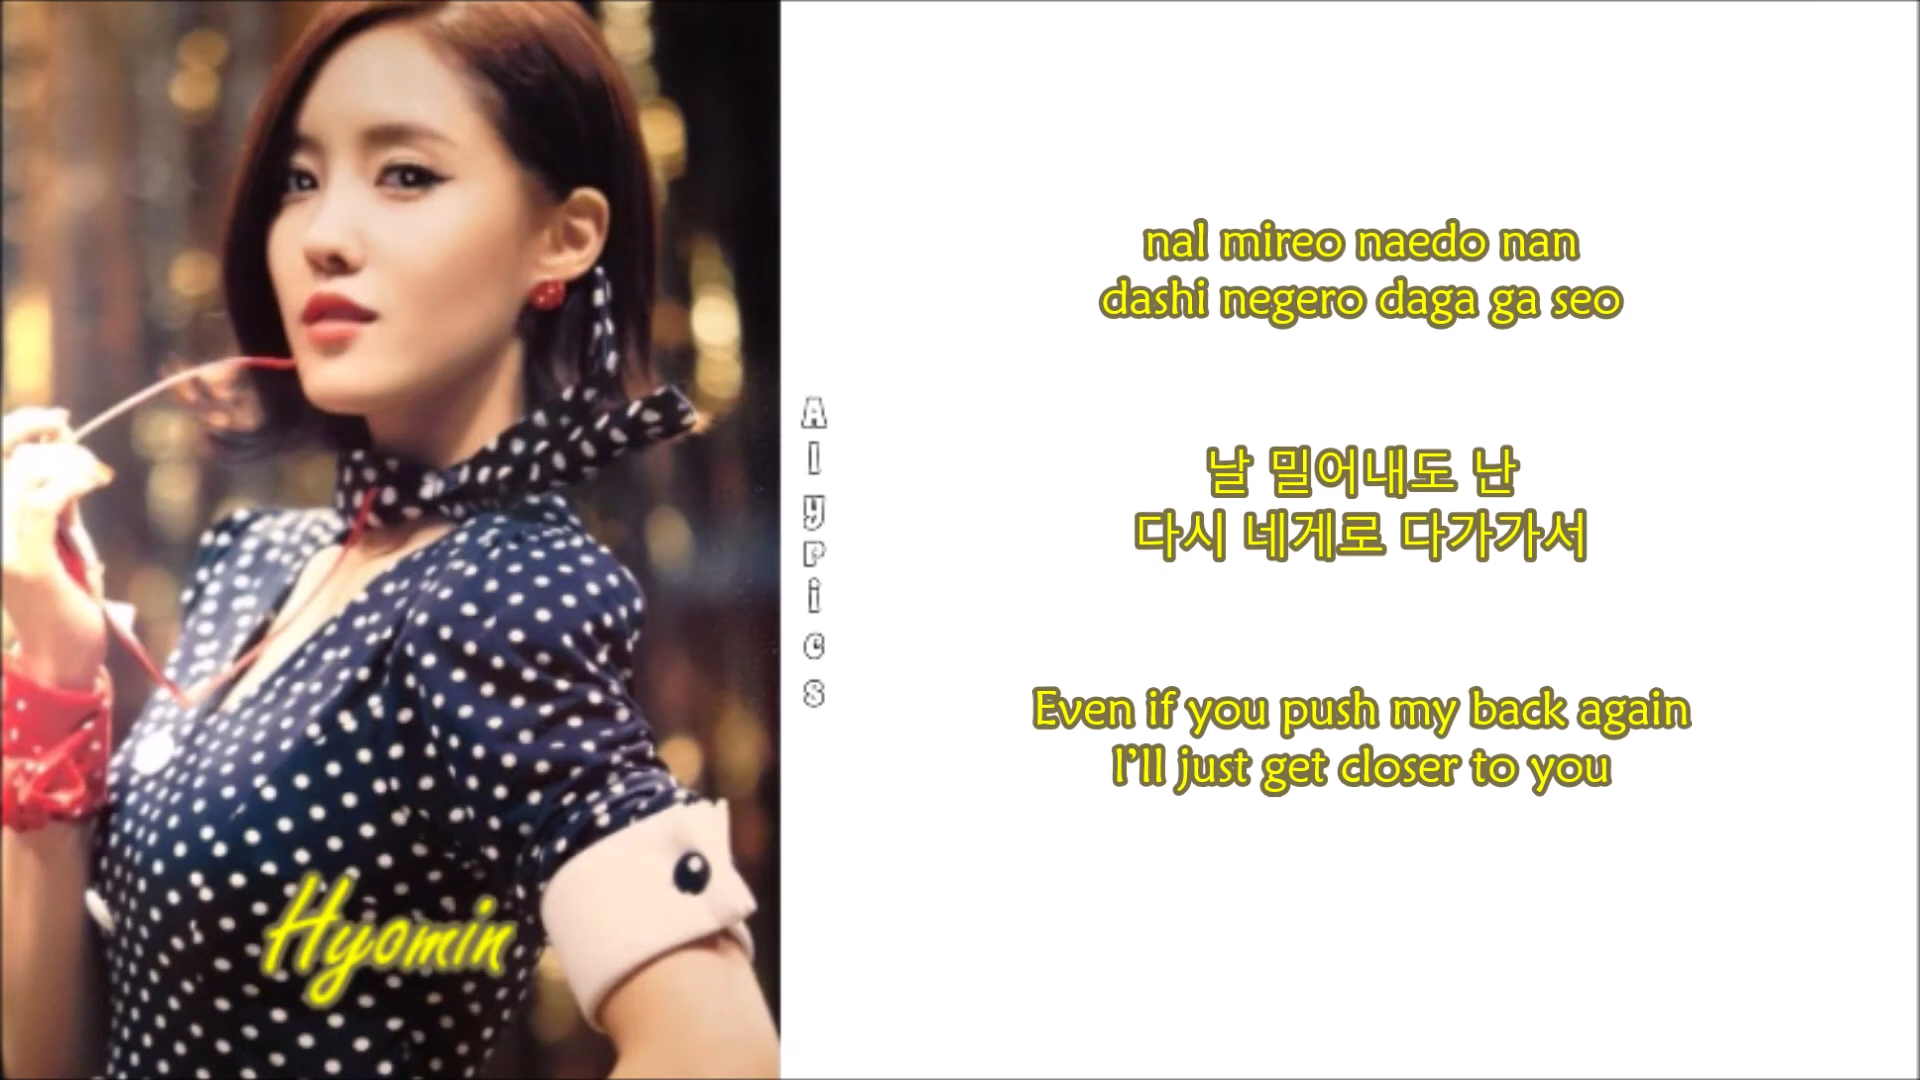 nal mireo naedo nan
dashi negero daga ga seo
날 밀어내도 난
다시 네게로 다가가서
Even if you push my back again
I'll just get closer to you
Alypics
Hyomin